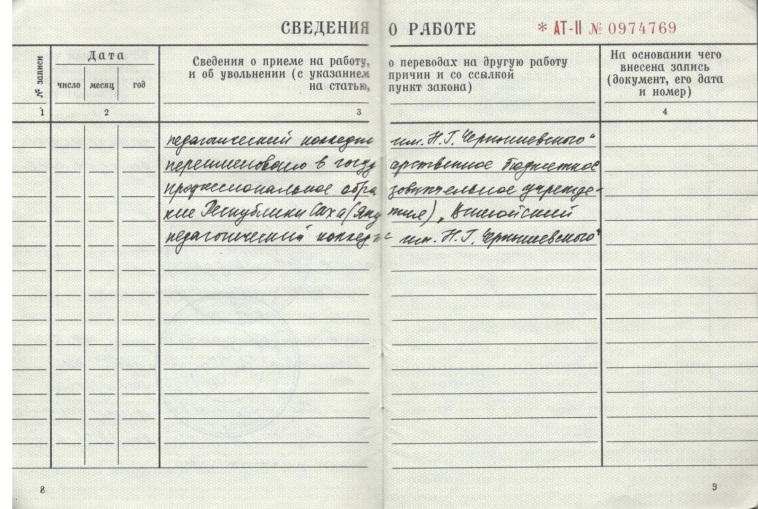 СВЕДЕНИЯ О РАБОТЕ * АТ-II № 0974769
№ записи
Дата
число месяц год
Сведения о приеме на работу, о переводах на другую работу
и об увольнении (с указанием причин и со ссылкой
на статью, пункт закона)
На основании чего
внесена запись
(документ, его дата
и номер)
1 2 3 4
педагогический колледж им. Н.Г. Чернышевского"
переименовано в государственное бюджетное
профессиональное образовательное учрежде-
ние Республики Саха (Якутия) „Вилюйский
педагогический колледж им. Н.Г. Чернышевского"
8 9